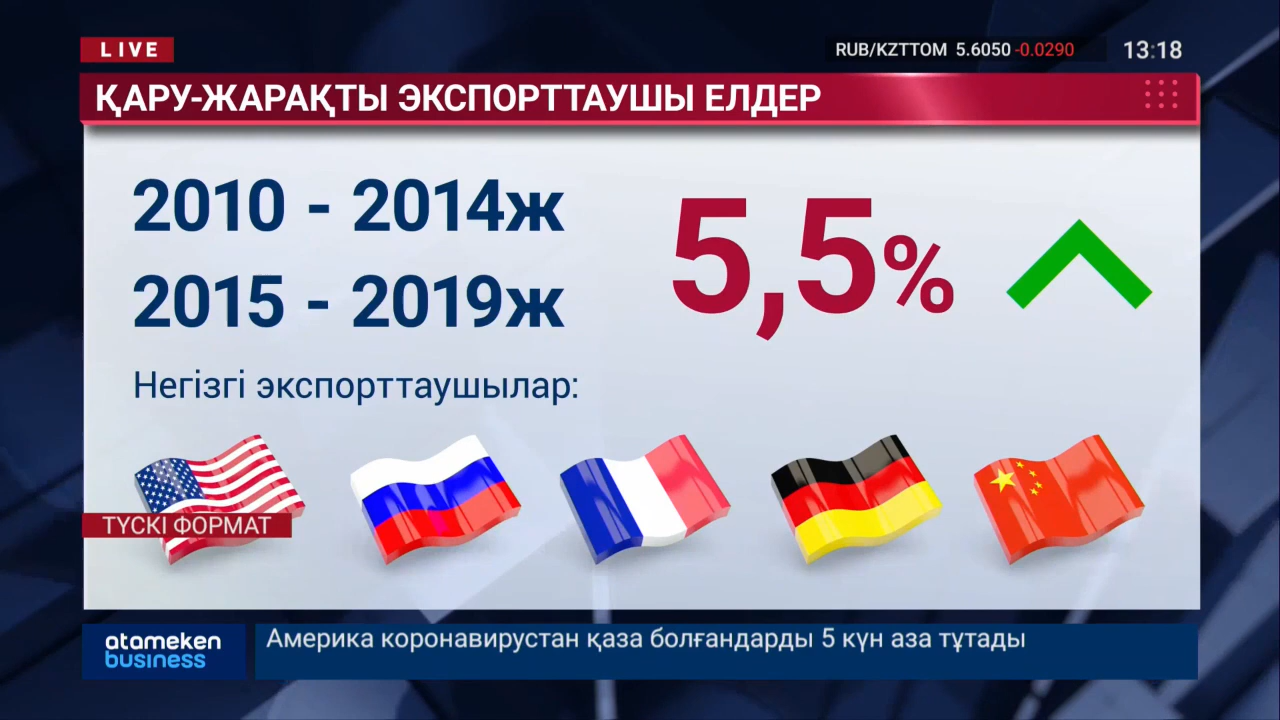 LIVE
RUB/KZTTOM 5.6050 -0.0290
13:18
ҚАРУ-ЖАРАҚТЫ ЭКСПОРТТАУШЫ ЕЛДЕР
2010 - 2014ж
2015 - 2019ж
5,5%
Негізгі экспорттаушылар:
ТҮСКІ ФОРМАТ
atameken
business
Америка коронавирустан қаза болғандарды 5 күн аза тұтады